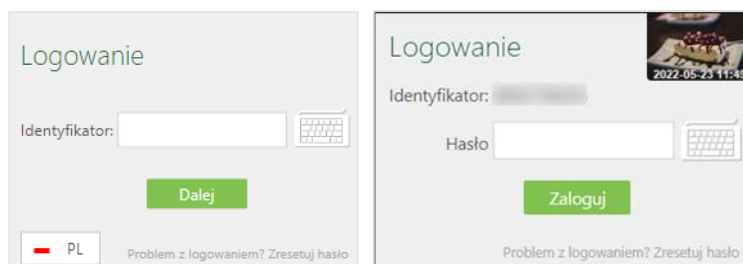 Logowanie
Identyfikator:
Dalej
PL
Problem z logowaniem? Zresetuj hasło
Logowanie
2022-05-23 11:49
Identyfikator:
Hasło
Zaloguj
Problem z logowaniem? Zresetuj hasło